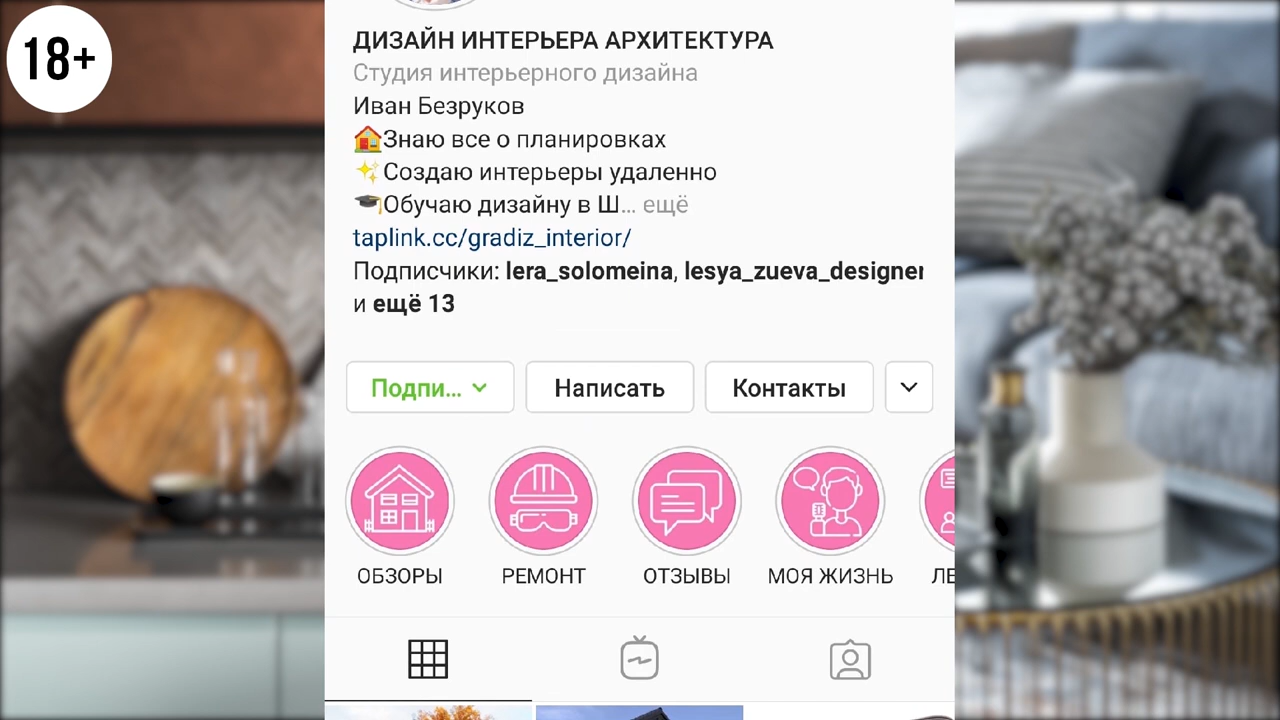 18+
ДИЗАЙН ИНТЕРЬЕРА АРХИТЕКТУРА
Студия интерьерного дизайна
Иван Безруков
🏠Знаю все о планировках
✨Создаю интерьеры удаленно
🎓Обучаю дизайну в Ш... ещё
taplink.cc/gradiz_interior/
Подписчики: lera_solomeina, lesya_zueva_designer
и ещё 13
Подпи... Написать Контакты
ОБЗОРЫ РЕМОНТ ОТЗЫВЫ МОЯ ЖИЗНЬ ЛЕ